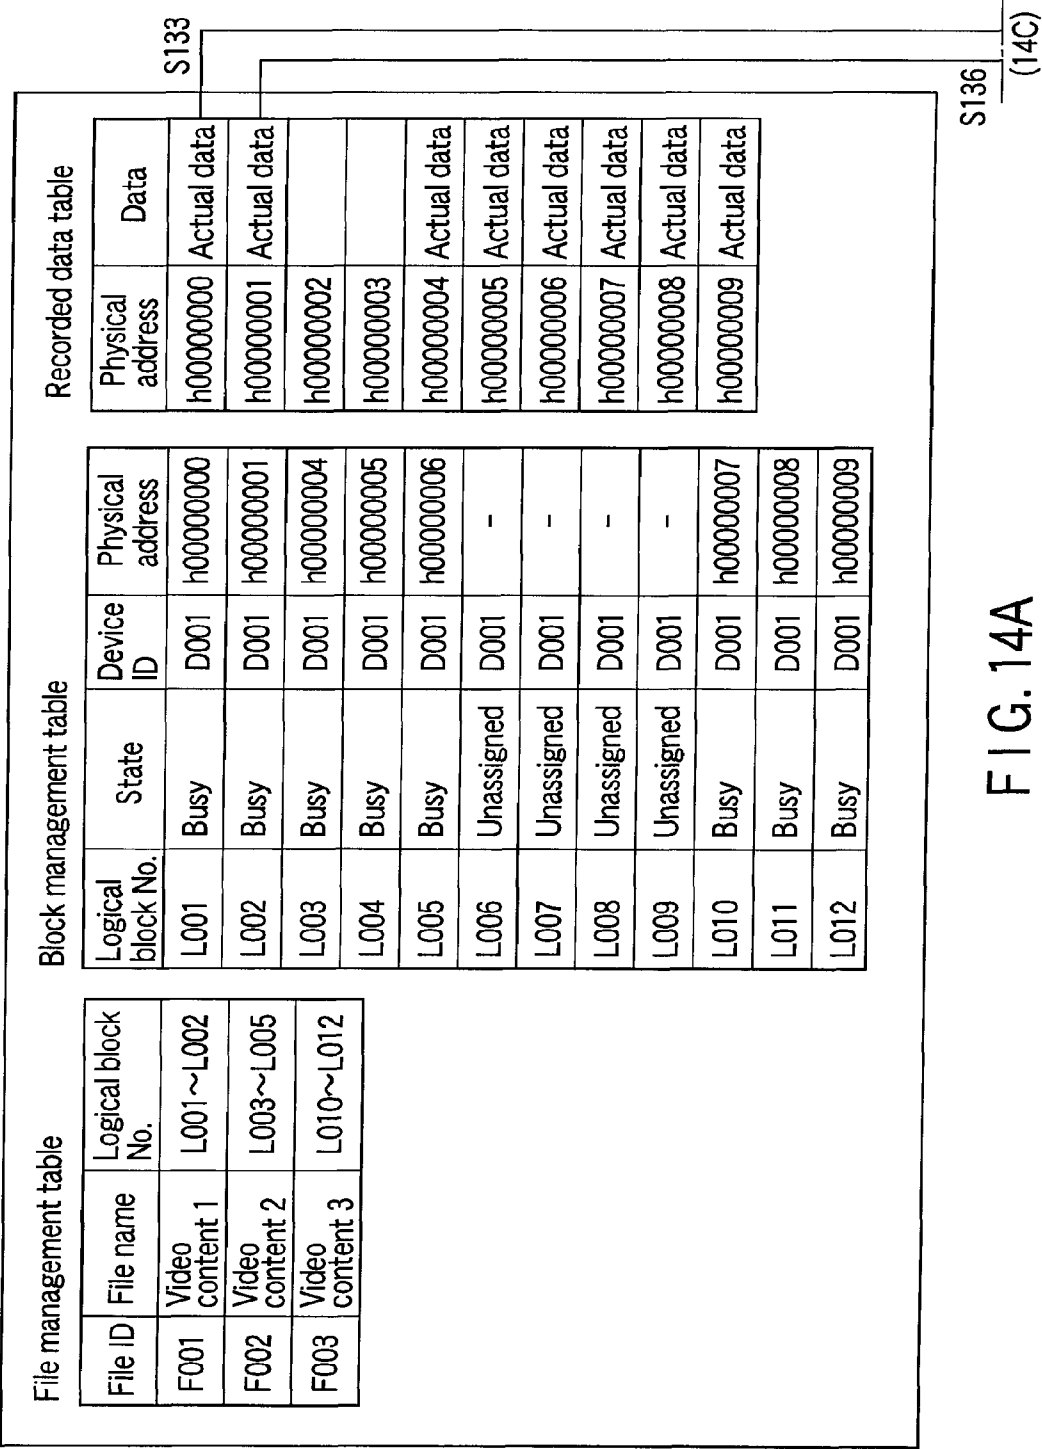 File management table
File ID File name Logical block No.
F001 Video content 1 L001~L002
F002 Video content 2 L003~L005
F003 Video content 3 L010~L012
Block management table
Logical block No. State Device ID Physical address
L001 Busy D001 h00000000
L002 Busy D001 h00000001
L003 Busy D001 h00000004
L004 Busy D001 h00000005
L005 Busy D001 h00000006
L006 Unassigned D001 -
L007 Unassigned D001 -
L008 Unassigned D001 -
L009 Unassigned D001 -
L010 Busy D001 h00000007
L011 Busy D001 h00000008
L012 Busy D001 h00000009
Recorded data table
Physical address Data
h00000000 Actual data
h00000001 Actual data
h00000002
h00000003
h00000004 Actual data
h00000005 Actual data
h00000006 Actual data
h00000007 Actual data
h00000008 Actual data
h00000009 Actual data
S133
S136
(14C)
FIG. 14A